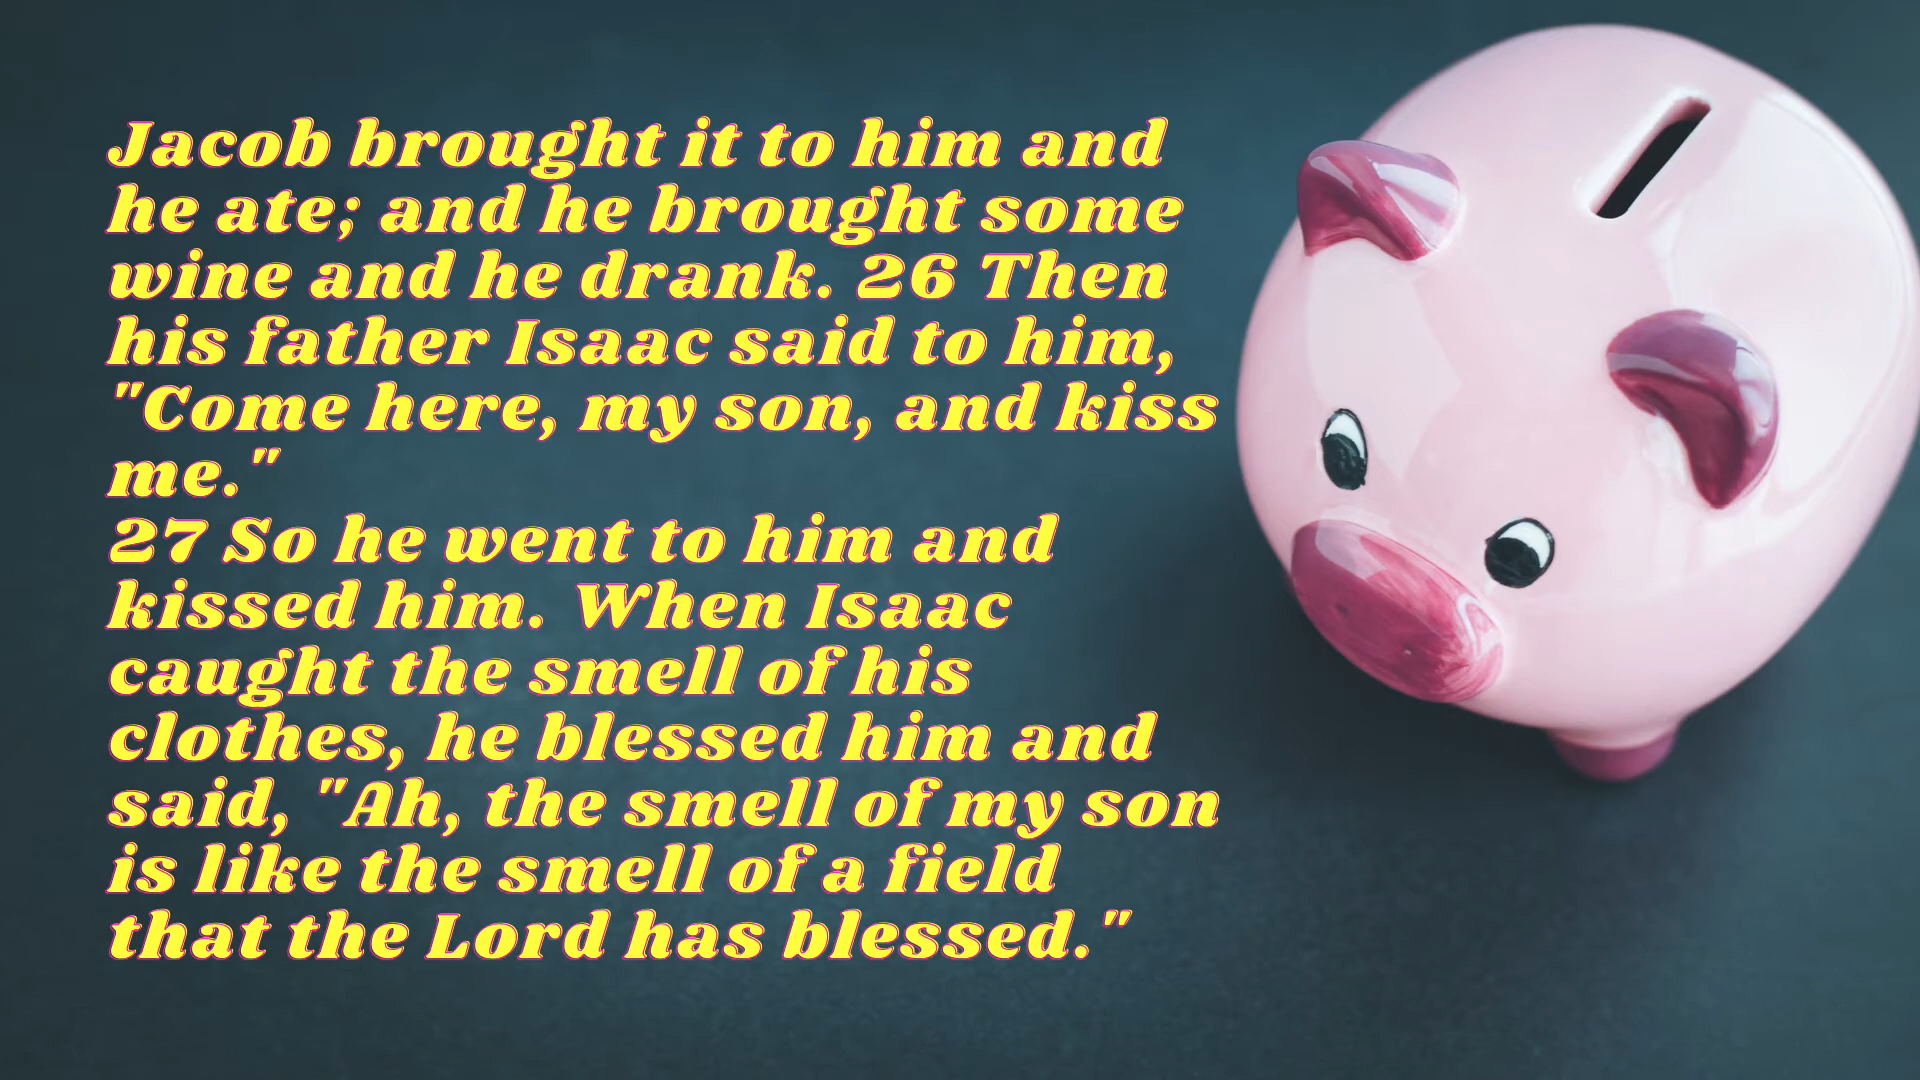 Jacob brought it to him and
he ate; and he brought some
wine and he drank. 26 Then
his father Isaac said to him,
"Come here, my son, and kiss
me."
27 So he went to him and
kissed him. When Isaac
caught the smell of his
clothes, he blessed him and
said, "Ah, the smell of my son
is like the smell of a field
that the Lord has blessed."